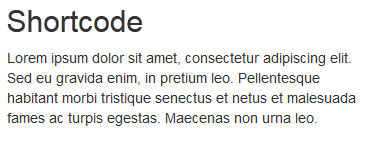 Shortcode
Lorem ipsum dolor sit amet, consectetur adipiscing elit.
Sed eu gravida enim, in pretium leo. Pellentesque
habitant morbi tristique senectus et netus et malesuada
fames ac turpis egestas. Maecenas non urna leo.